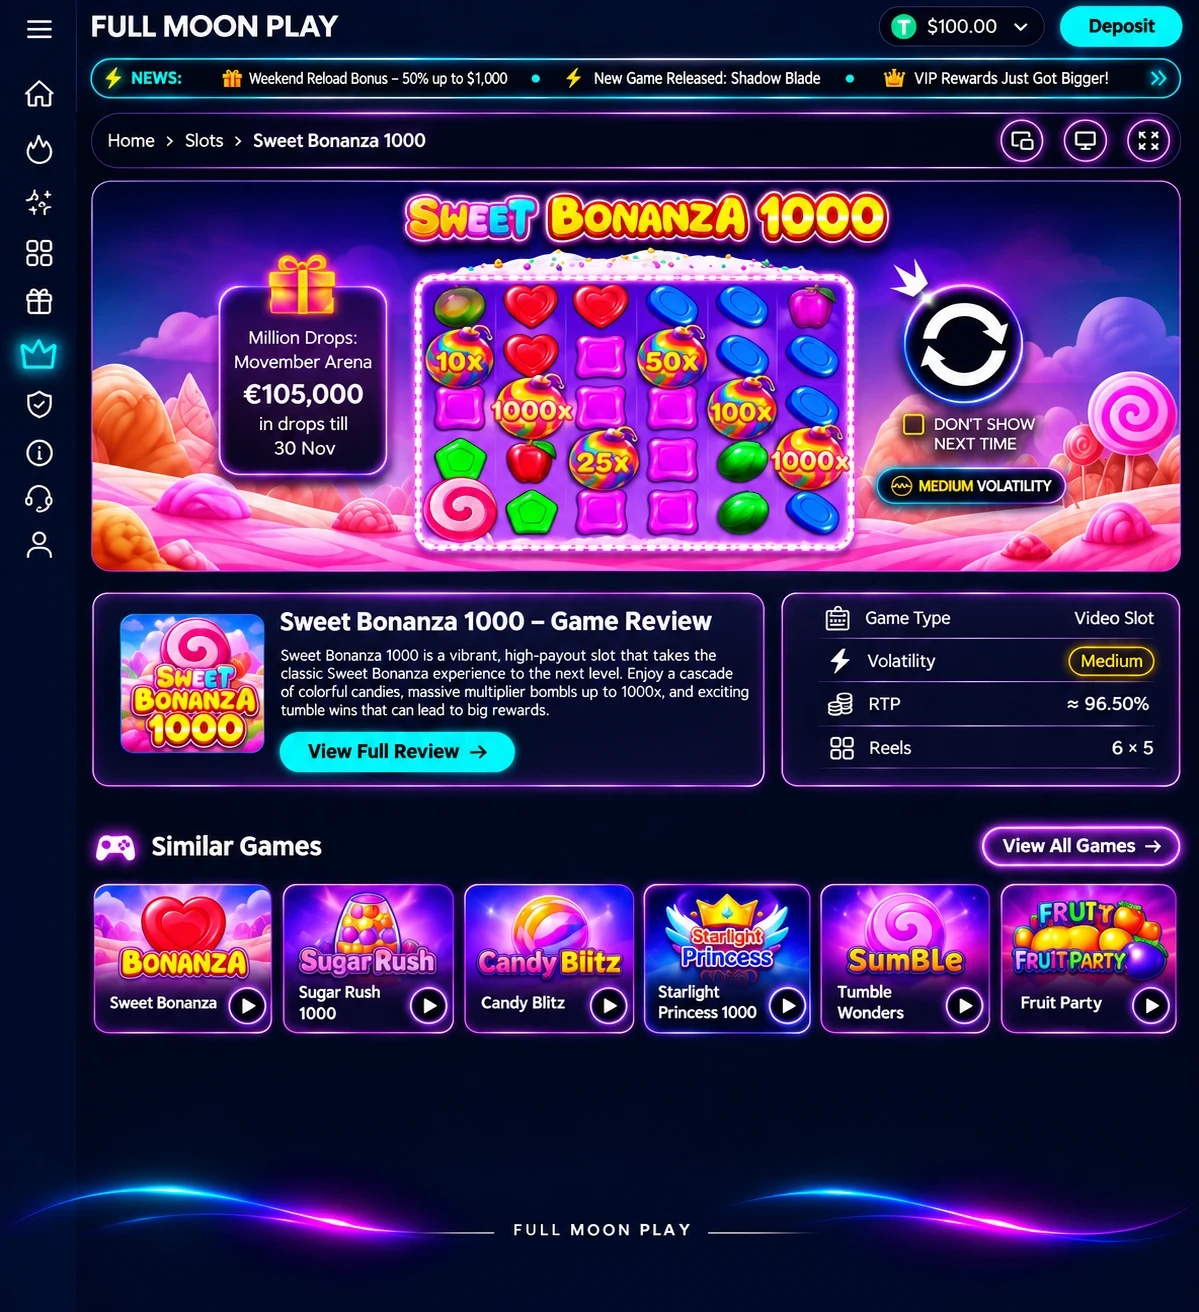 FULL MOON PLAY
$100.00
Deposit
NEWS:
Weekend Reload Bonus – 50% up to $1,000
New Game Released: Shadow Blade
VIP Rewards Just Got Bigger!
Home > Slots > Sweet Bonanza 1000
SWEET BONANZA 1000
Million Drops:
Movember Arena
€105,000
in drops till
30 Nov
10x
50x
1000x
100x
25x
1000x
DON'T SHOW
NEXT TIME
MEDIUM VOLATILITY
SWEET
BONANZA
1000
Sweet Bonanza 1000 – Game Review
Sweet Bonanza 1000 is a vibrant, high-payout slot that takes the
classic Sweet Bonanza experience to the next level. Enjoy a cascade
of colorful candies, massive multiplier bombls up to 1000x, and exciting
tumble wins that can lead to big rewards.
View Full Review →
Game Type Video Slot
Volatility Medium
RTP ≈ 96.50%
Reels 6 × 5
Similar Games
View All Games →
BONANZA
Sweet Bonanza
Sugar Rush
Sugar Rush
1000
Candy Blitz
Candy Blitz
Starlight
Princess
Starlight
Princess 1000
SumBLe
Tumble
Wonders
FRUTY
FRUIT PARTY
Fruit Party
FULL MOON PLAY